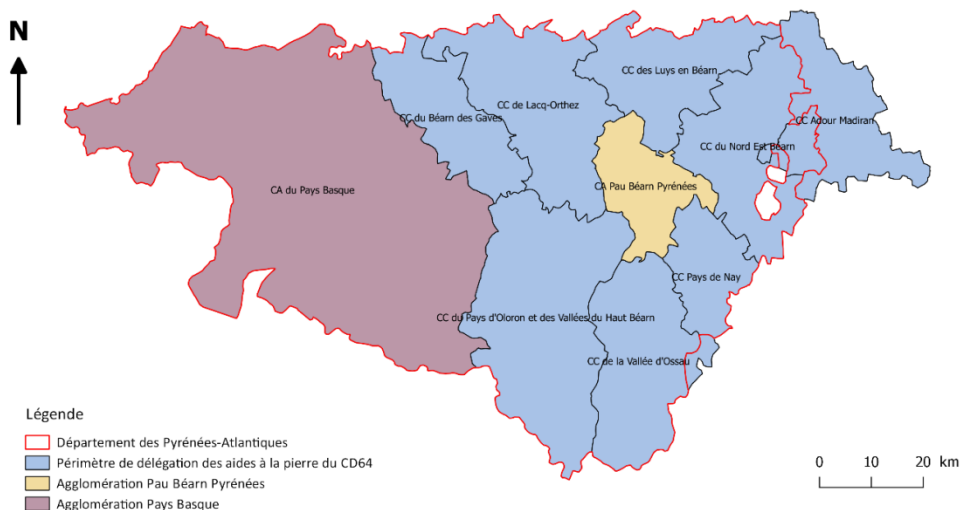 N
CC des Luys en Béarn
CC de Lacq-Orthez
CC du Béarn des Gaves
CC Adour Madiran
CC du Nord Est Béarn
CA du Pays Basque
CA Pau Béarn Pyrénées
CC Pays de Nay
CC du Pays d'Oloron et des Vallées du Haut Béarn
CC de la Vallée d'Ossau
Légende
Département des Pyrénées-Atlantiques
Périmètre de délégation des aides à la pierre du CD64
Agglomération Pau Béarn Pyrénées
Agglomération Pays Basque
0 10 20 km